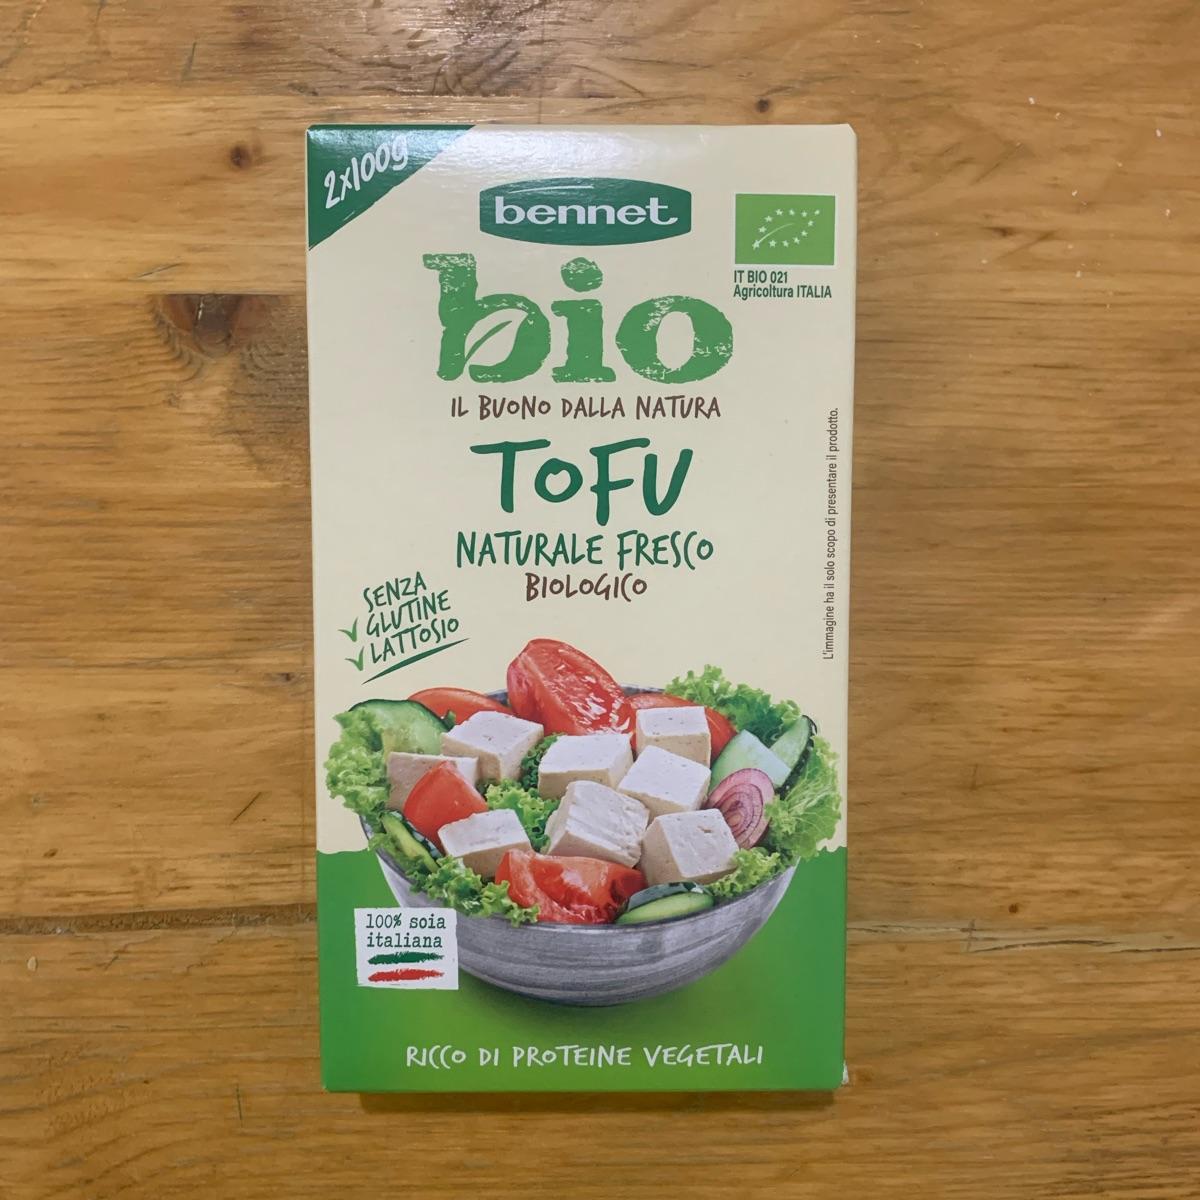 2x100g
bennet
bio
IT BIO 021
Agricoltura ITALIA
IL BUONO DALLA NATURA
TOFU
NATURALE FRESCO
BIOLOGICO
SENZA
GLUTINE
LATTOSIO
L'immagine ha il solo scopo di presentare il prodotto.
100% soia
italiana
RICCO DI PROTEINE VEGETALI